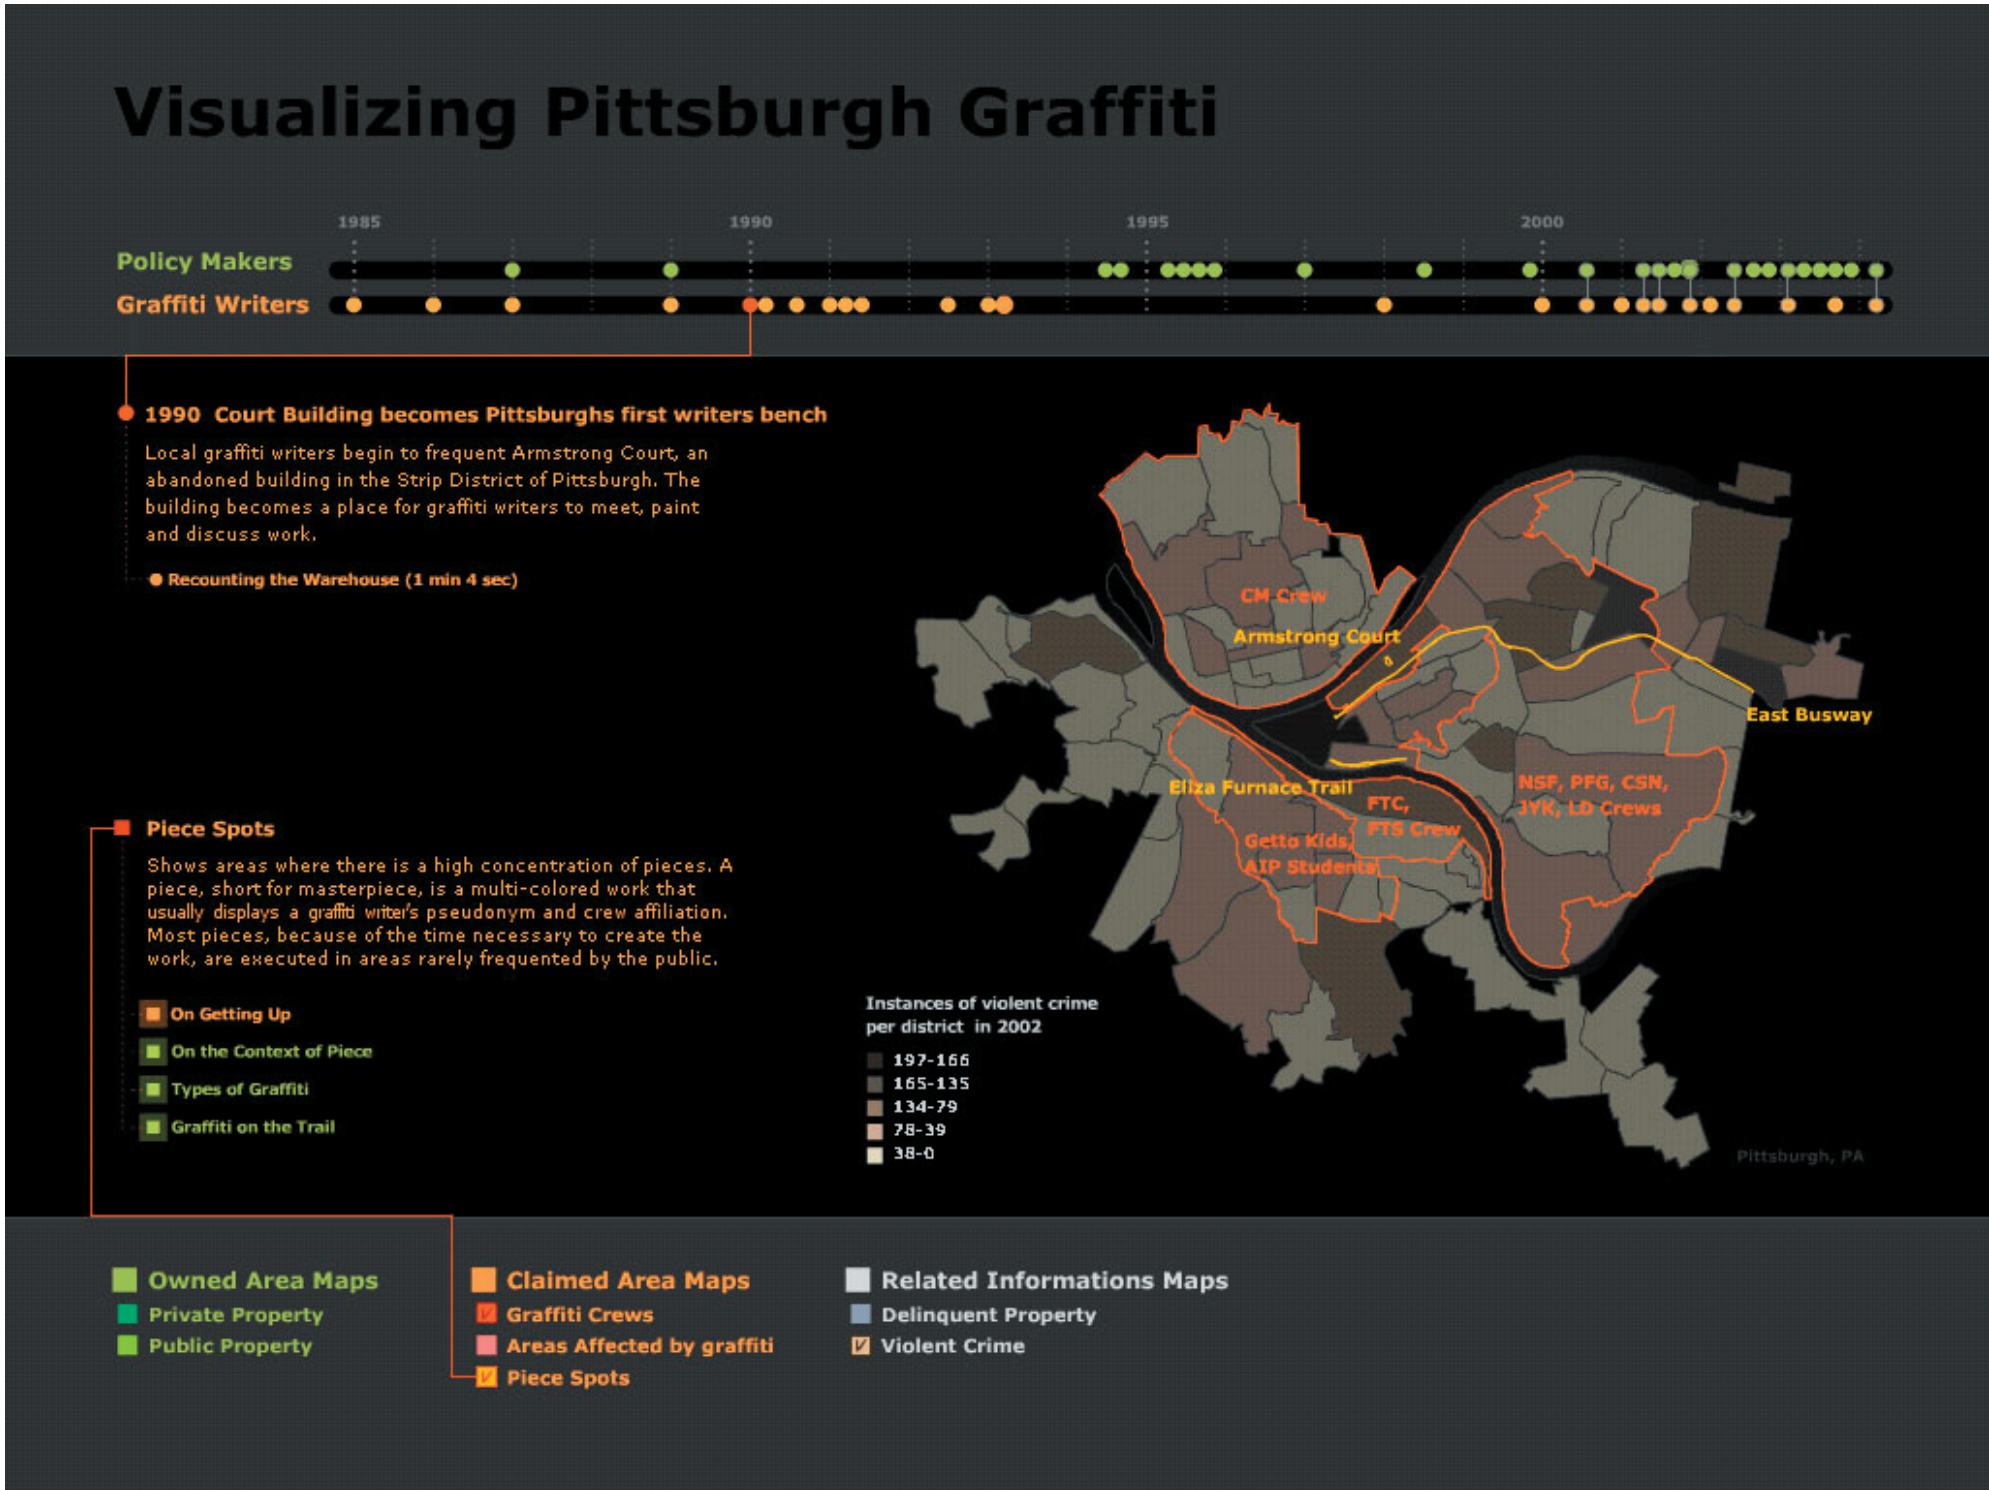 Visualizing Pittsburgh Graffiti
1985 1990 1995 2000
Policy Makers
Graffiti Writers
1990 Court Building becomes Pittsburghs first writers bench
Local graffiti writers begin to frequent Armstrong Court, an
abandoned building in the Strip District of Pittsburgh. The
building becomes a place for graffiti writers to meet, paint
and discuss work.
Recounting the Warehouse (1 min 4 sec)
Piece Spots
Shows areas where there is a high concentration of pieces. A
piece, short for masterpiece, is a multi-colored work that
usually displays a graffiti writer's pseudonym and crew affiliation.
Most pieces, because of the time necessary to create the
work, are executed in areas rarely frequented by the public.
On Getting Up
On the Context of Piece
Types of Graffiti
Graffiti on the Trail
CM Crew
Armstrong Court
East Busway
Eliza Furnace Trail
FTC,
FTS Crew
NSF, PFG, CSN,
JYK, LD Crews
Getto Kids,
AIP Students
Instances of violent crime
per district in 2002
197-166
165-135
134-79
78-39
38-0
Pittsburgh, PA
Owned Area Maps
Private Property
Public Property
Claimed Area Maps
Graffiti Crews
Areas Affected by graffiti
Piece Spots
Related Informations Maps
Delinquent Property
Violent Crime